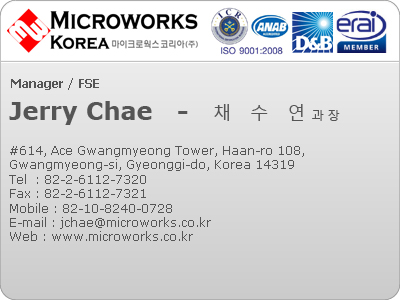 MICROWORKS
KOREA 마이크로웍스코리아(주)
ICR
ISO 9001:2008
ANAB
D&B
erai
MEMBER
Manager / FSE
Jerry Chae - 채 수 연 과장
#614, Ace Gwangmyeong Tower, Haan-ro 108,
Gwangmyeong-si, Gyeonggi-do, Korea 14319
Tel : 82-2-6112-7320
Fax : 82-2-6112-7321
Mobile : 82-10-8240-0728
E-mail : jchae@microworks.co.kr
Web : www.microworks.co.kr